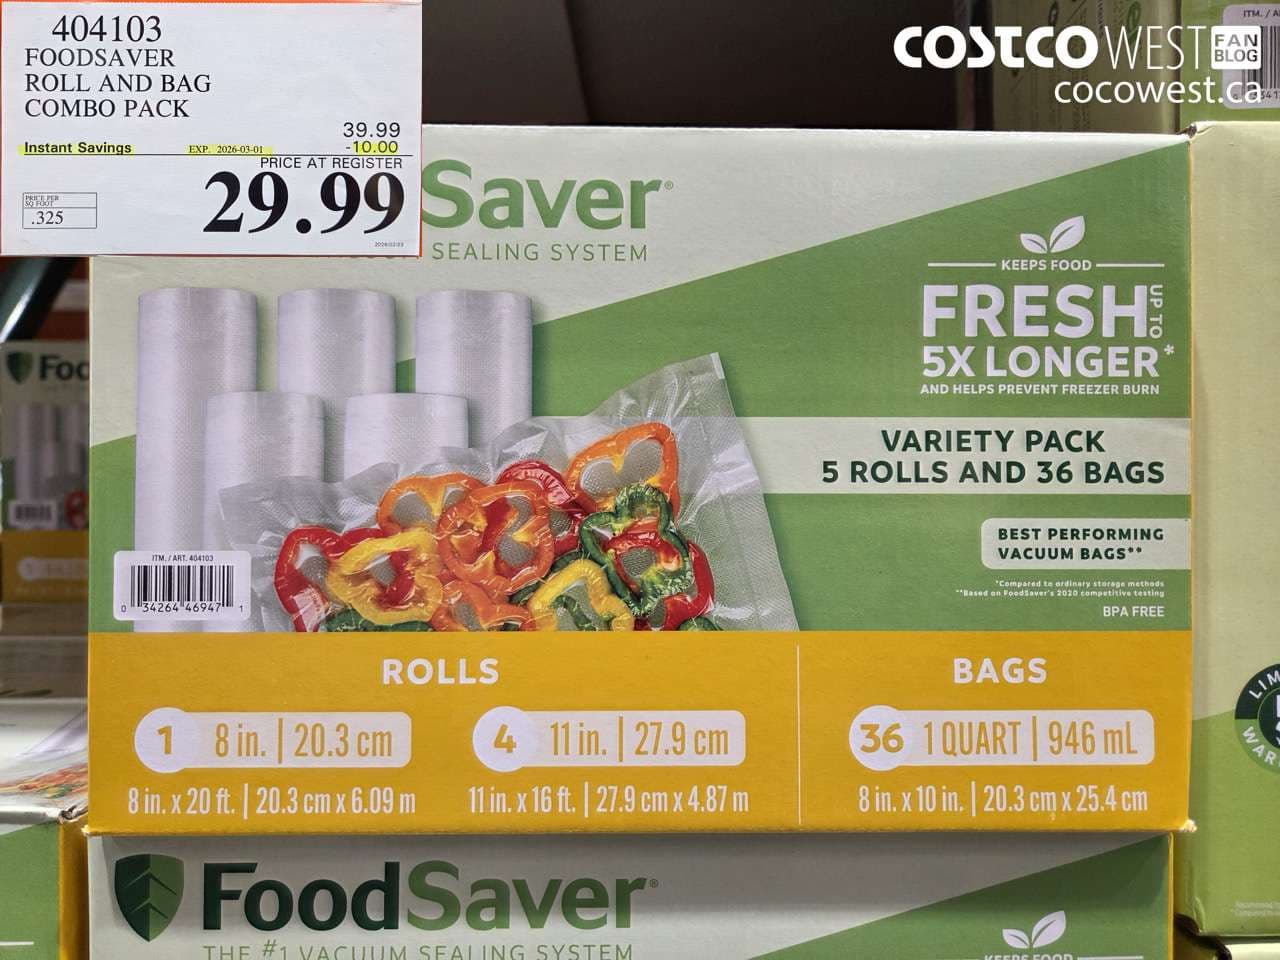 404103
FOODSAVER
ROLL AND BAG
COMBO PACK
39.99
Instant Savings EXP. 2026-03-01 -10.00
PRICE AT REGISTER
29.99
PRICE PER
SQ FOOT
.325
COSTCO WEST FAN BLOG
cocowest.ca
ITM. / A
Saver®
SEALING SYSTEM
KEEPS FOOD
FRESH UP TO
5X LONGER*
AND HELPS PREVENT FREEZER BURN
VARIETY PACK
5 ROLLS AND 36 BAGS
BEST PERFORMING
VACUUM BAGS**
*Compared to ordinary storage methods
**Based on FoodSaver's 2020 competitive testing
BPA FREE
Foo
ITM. / ART. 404103
0 34264 46947 1
ROLLS
1 8 in. | 20.3 cm
8 in. x 20 ft. | 20.3 cm x 6.09 m
4 11 in. | 27.9 cm
11 in. x 16 ft. | 27.9 cm x 4.87 m
BAGS
36 1 QUART | 946 mL
8 in. x 10 in. | 20.3 cm x 25.4 cm
FoodSaver®
THE #1 VACUUM SEALING SYSTEM
KEEPS FOOD